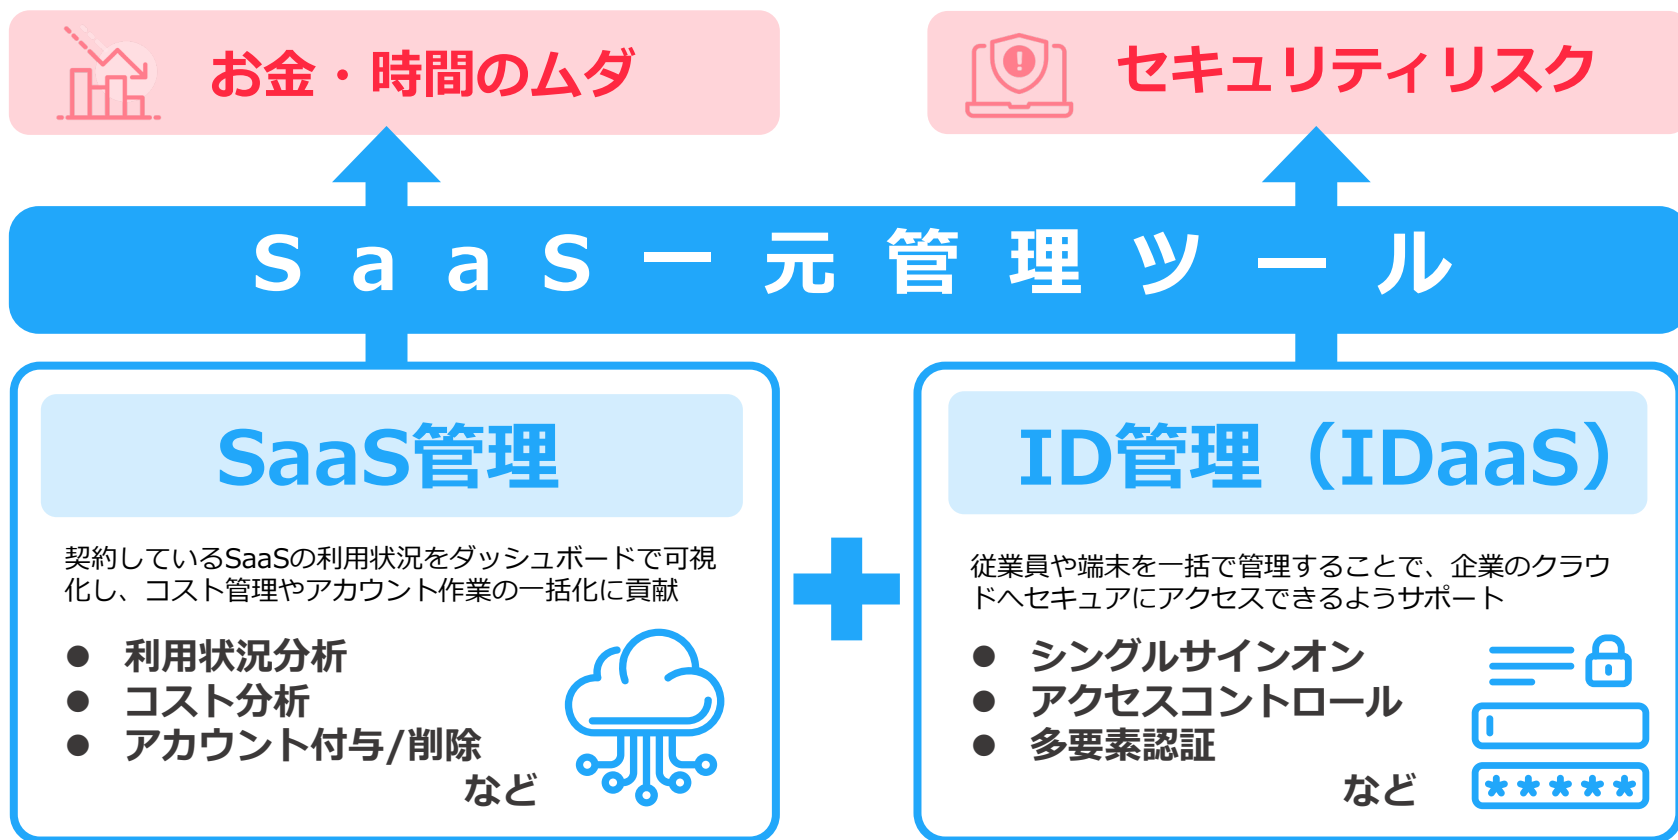 お金・時間のムダ
セキュリティリスク
SaaS一元管理ツール
SaaS管理
契約しているSaaSの利用状況をダッシュボードで可視
化し、コスト管理やアカウント作業の一括化に貢献
● 利用状況分析
● コスト分析
● アカウント付与/削除
など
ID管理（IDaaS）
従業員や端末を一括で管理することで、企業のクラウ
ドへセキュアにアクセスできるようサポート
● シングルサインオン
● アクセスコントロール
● 多要素認証
など
*****